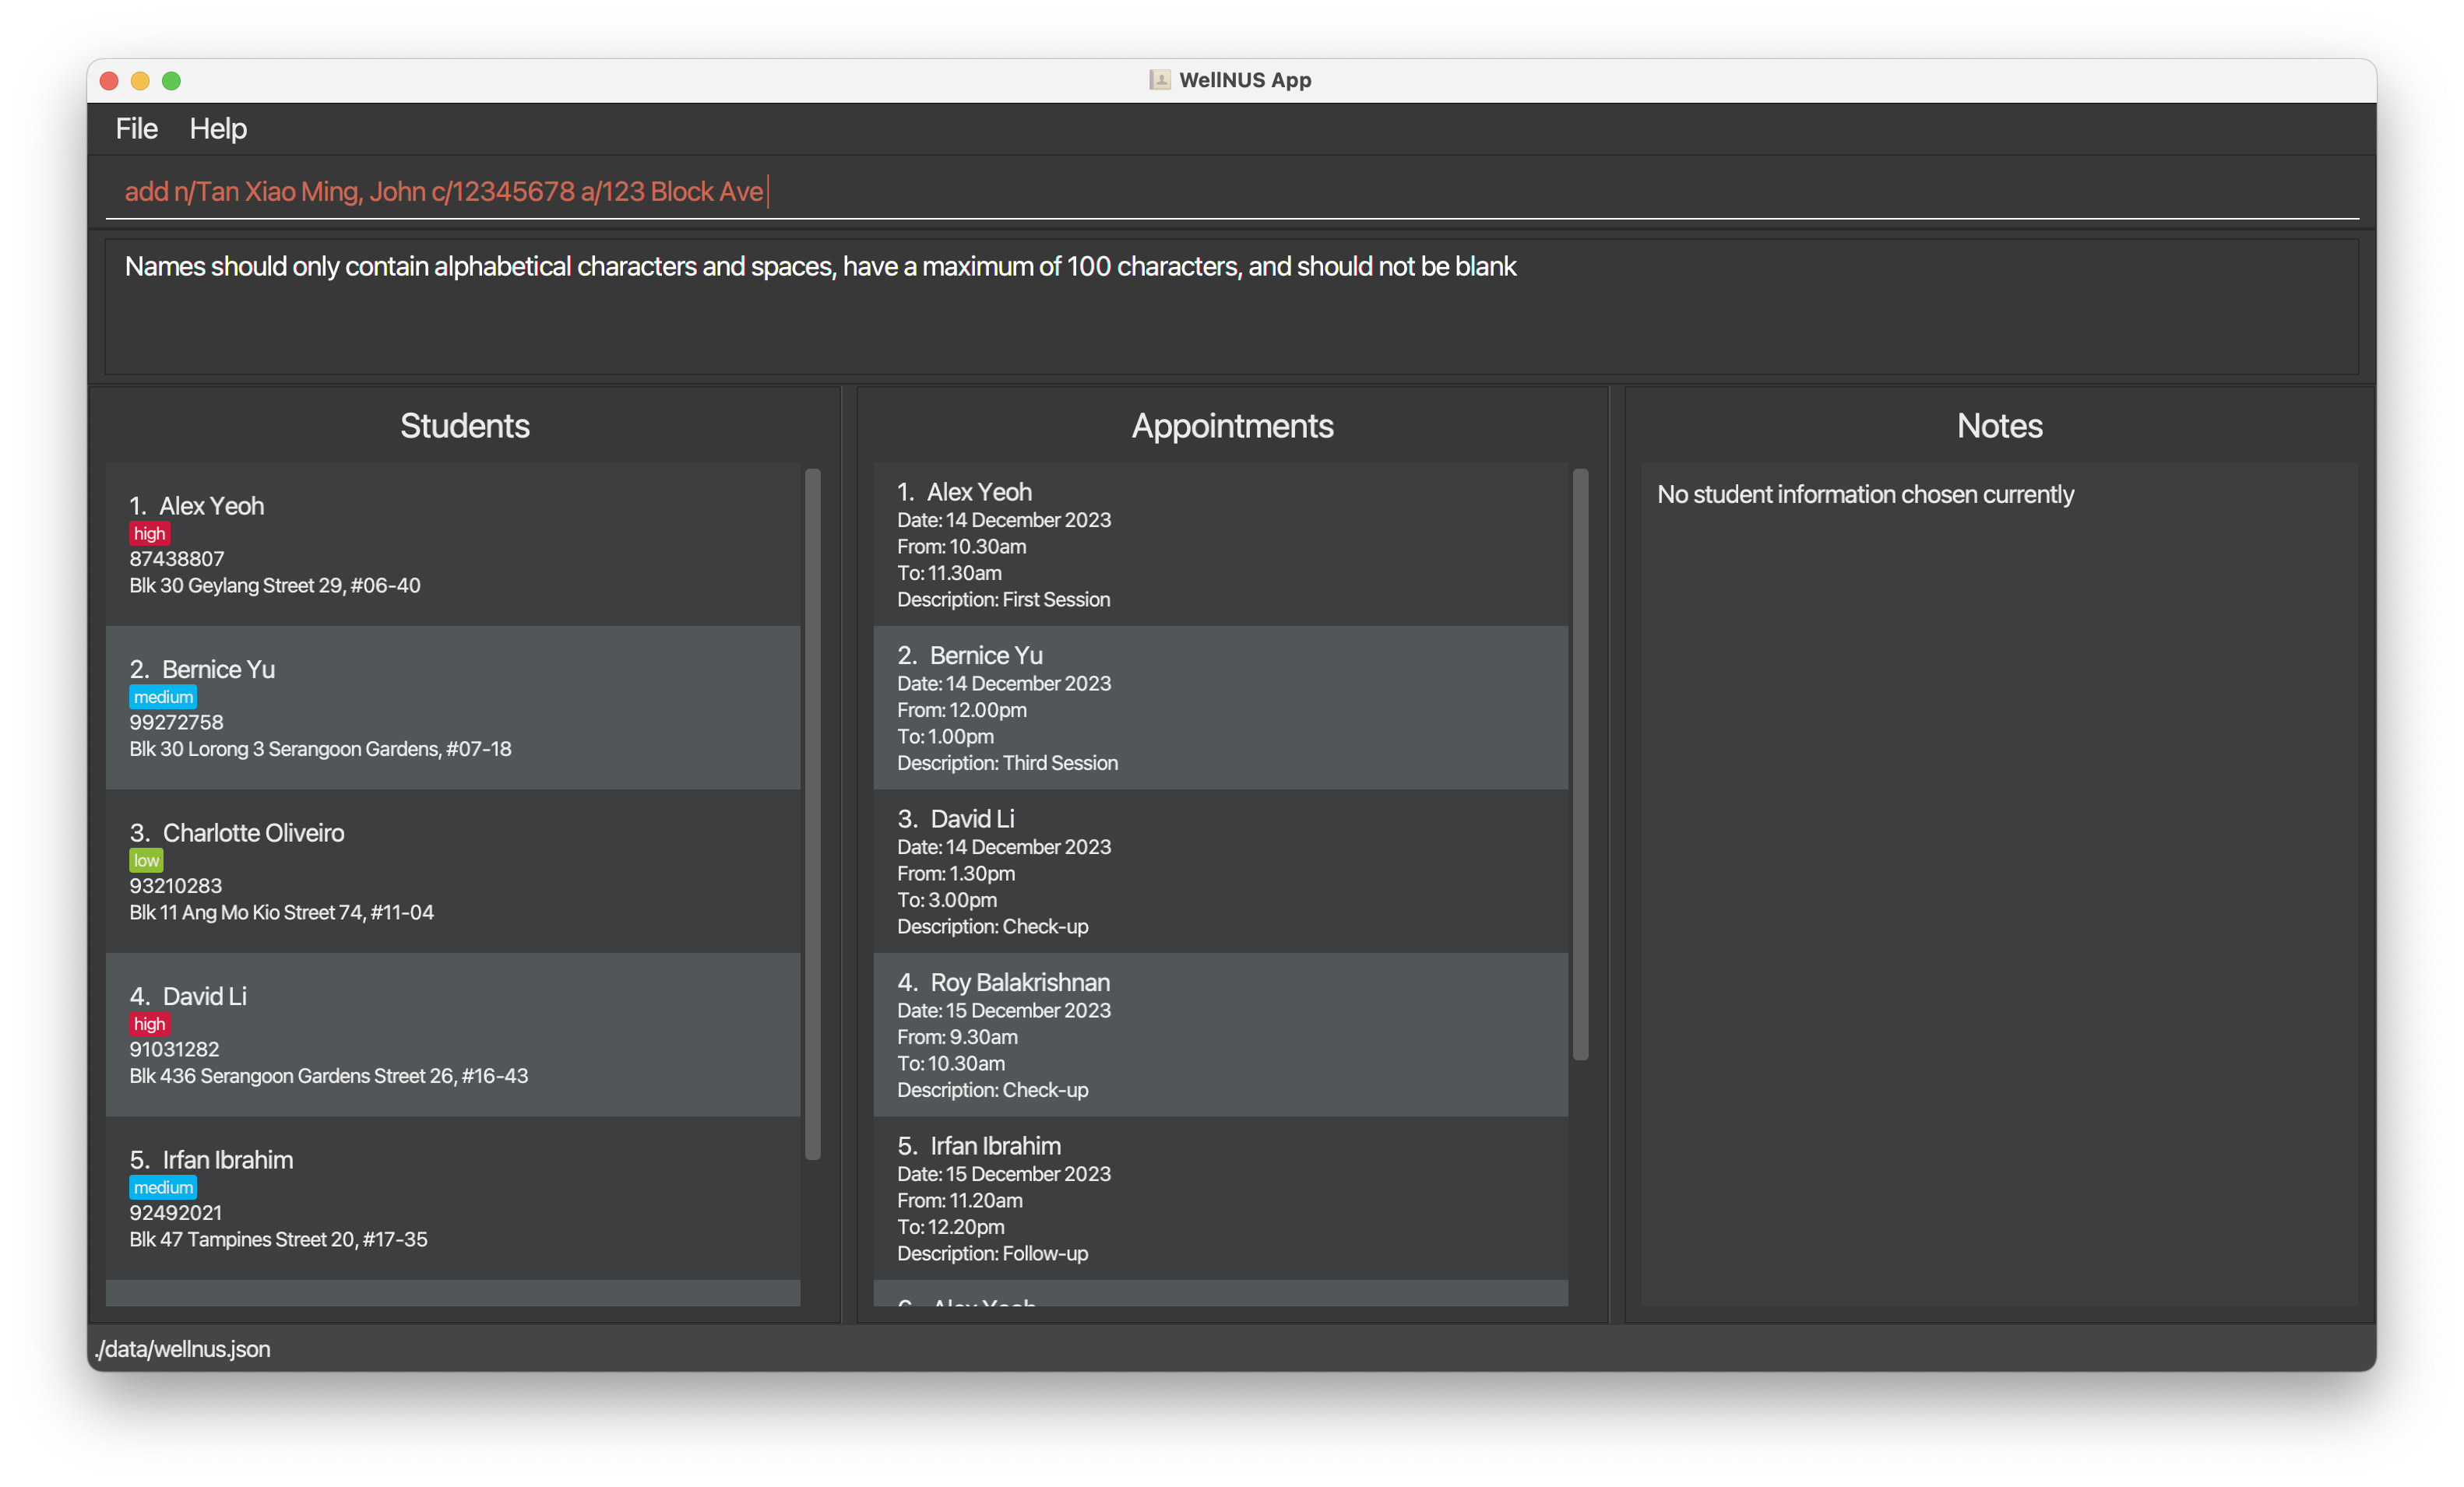 WellNUS App
File Help
add n/Tan Xiao Ming, John c/12345678 a/123 Block Ave
Names should only contain alphabetical characters and spaces, have a maximum of 100 characters, and should not be blank
Students
1. Alex Yeoh
high
87438807
Blk 30 Geylang Street 29, #06-40
2. Bernice Yu
medium
99272758
Blk 30 Lorong 3 Serangoon Gardens, #07-18
3. Charlotte Oliveiro
low
93210283
Blk 11 Ang Mo Kio Street 74, #11-04
4. David Li
high
91031282
Blk 436 Serangoon Gardens Street 26, #16-43
5. Irfan Ibrahim
medium
92492021
Blk 47 Tampines Street 20, #17-35
Appointments
1. Alex Yeoh
Date: 14 December 2023
From: 10.30am
To: 11.30am
Description: First Session
2. Bernice Yu
Date: 14 December 2023
From: 12.00pm
To: 1.00pm
Description: Third Session
3. David Li
Date: 14 December 2023
From: 1.30pm
To: 3.00pm
Description: Check-up
4. Roy Balakrishnan
Date: 15 December 2023
From: 9.30am
To: 10.30am
Description: Check-up
5. Irfan Ibrahim
Date: 15 December 2023
From: 11.20am
To: 12.20pm
Description: Follow-up
6. Alex Yeoh
Notes
No student information chosen currently
./data/wellnus.json